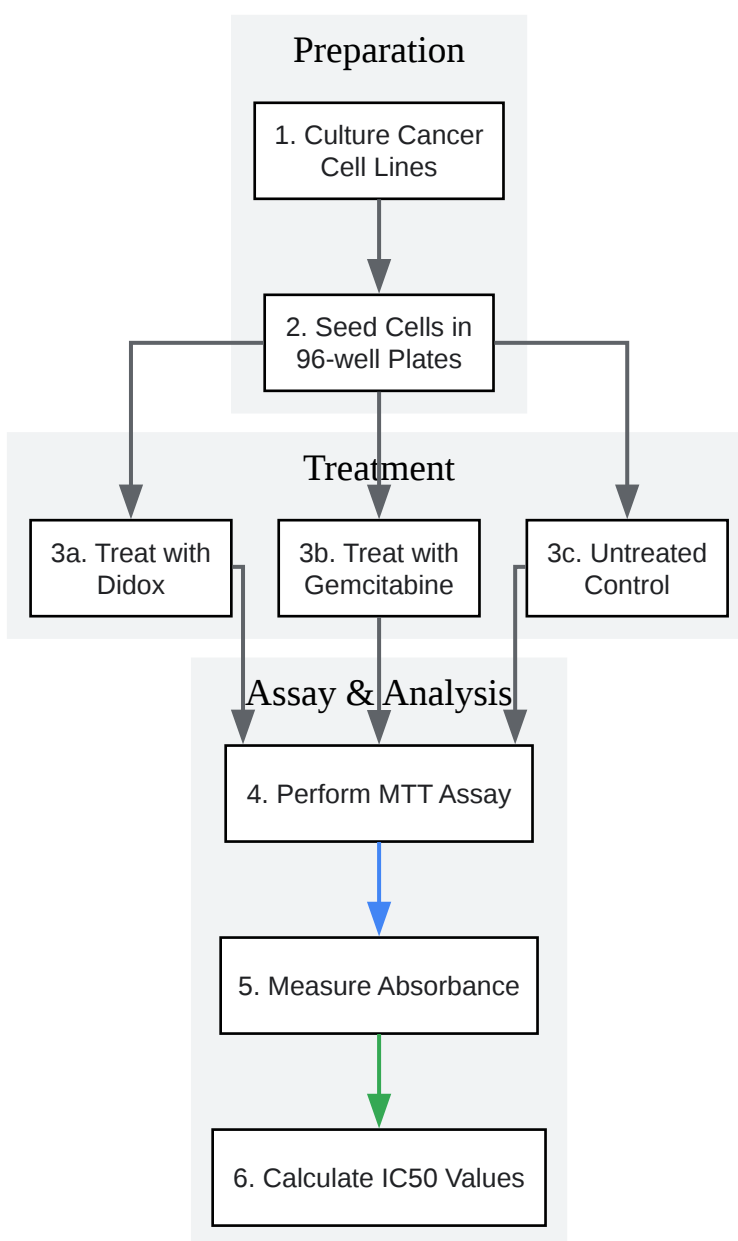 Preparation
1. Culture Cancer
Cell Lines
2. Seed Cells in
96-well Plates
Treatment
3a. Treat with
Didox
3b. Treat with
Gemcitabine
3c. Untreated
Control
Assay & Analysis
4. Perform MTT Assay
5. Measure Absorbance
6. Calculate IC50 Values